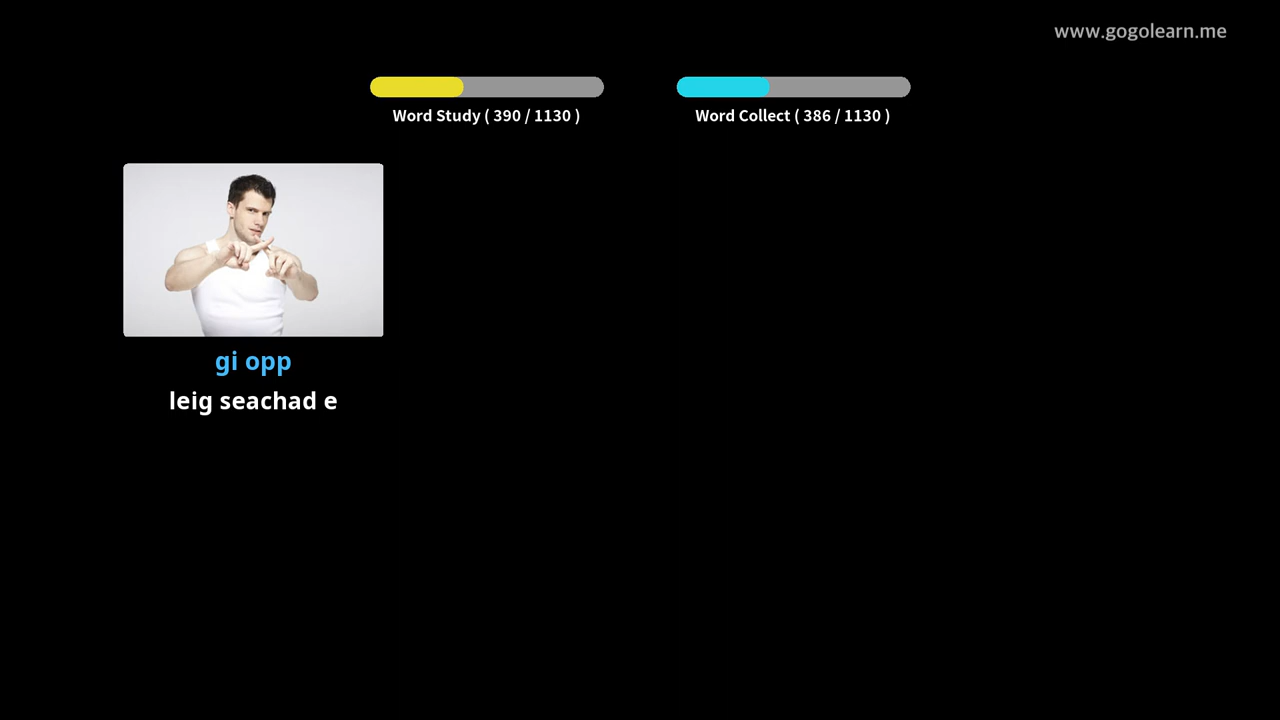 www.gogolearn.me
Word Study ( 390 / 1130 )
Word Collect ( 386 / 1130 )
gi opp
leig seachad e